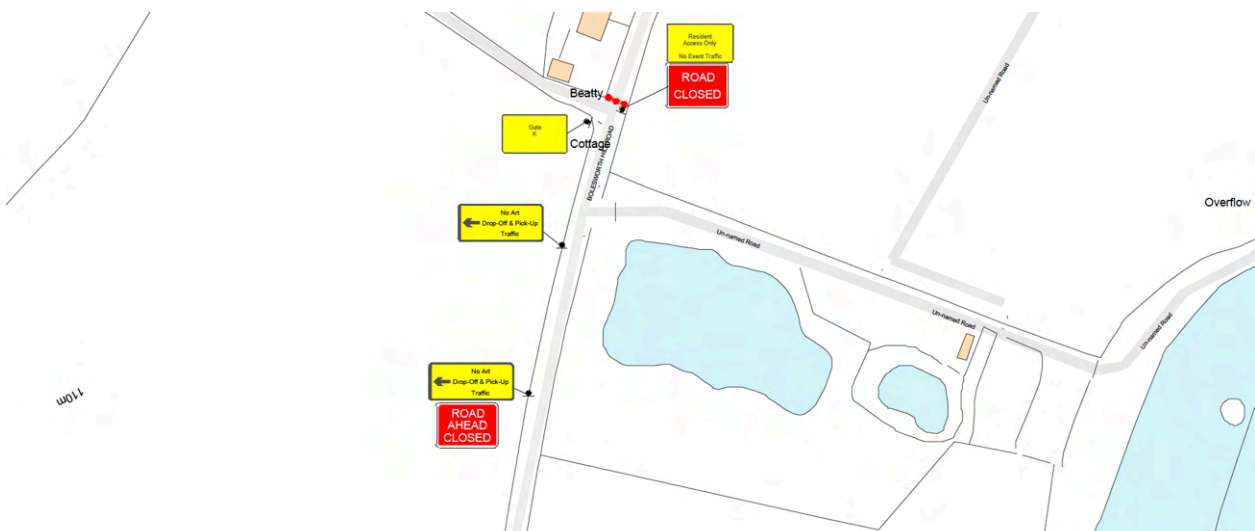 Resident
Access Only
No Event Traffic
ROAD
CLOSED
Un-named Road
Beatty
Gate
K
Cottage
BOLESWORTH HILL ROAD
Overflow
No Art
Drop-Off & Pick-Up
Traffic
Un-named Road
Un-named Road
Un-named Road
No Art
Drop-Off & Pick-Up
Traffic
110m
ROAD
AHEAD
CLOSED